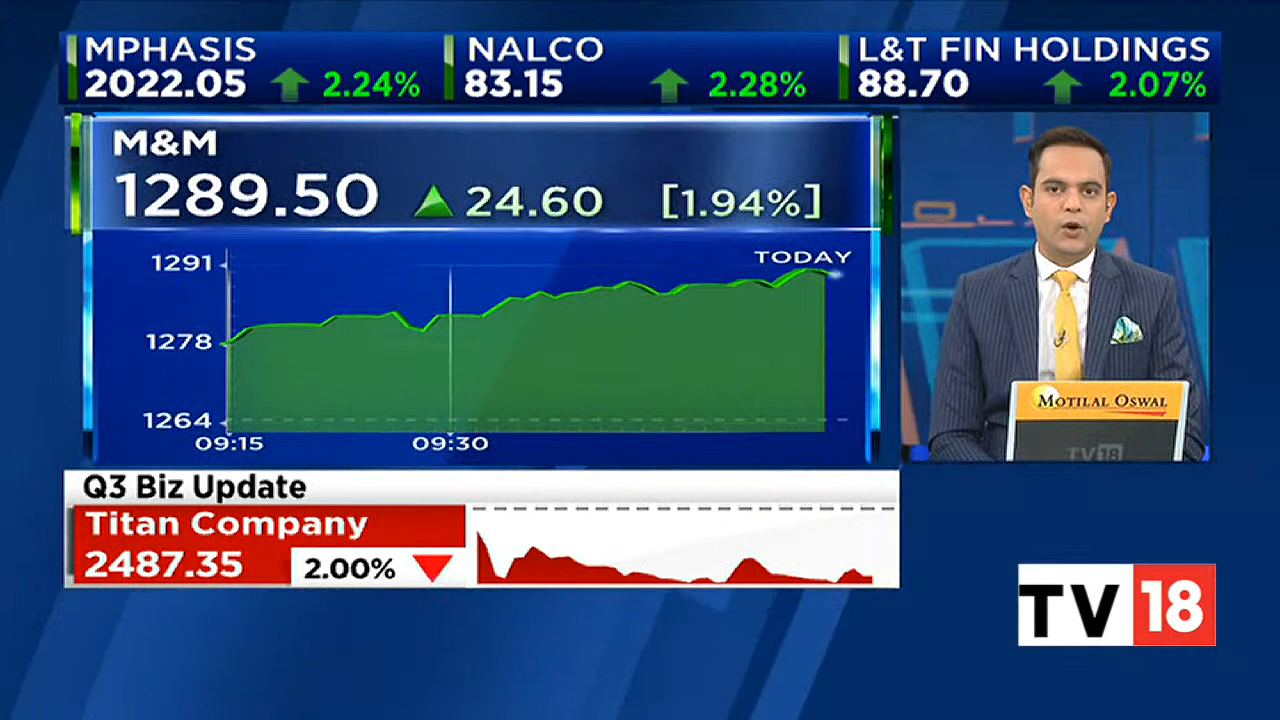 MPHASIS
2022.05 2.24%
NALCO
83.15 2.28%
L&T FIN HOLDINGS
88.70 2.07%
M&M
1289.50 24.60 [1.94%]
TODAY
1291
1278
1264
09:15 09:30
MOTILAL OSWAL
TV18
Q3 Biz Update
Titan Company
2487.35 2.00%
TV18